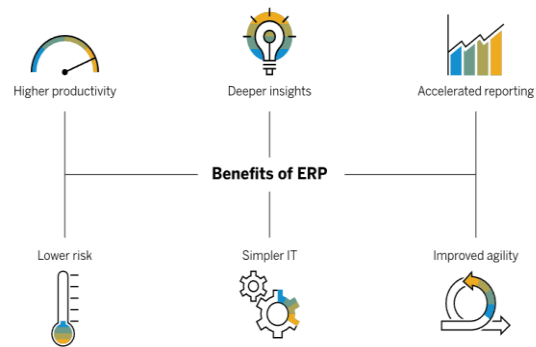 Higher productivity
Deeper insights
Accelerated reporting
Benefits of ERP
Lower risk
Simpler IT
Improved agility